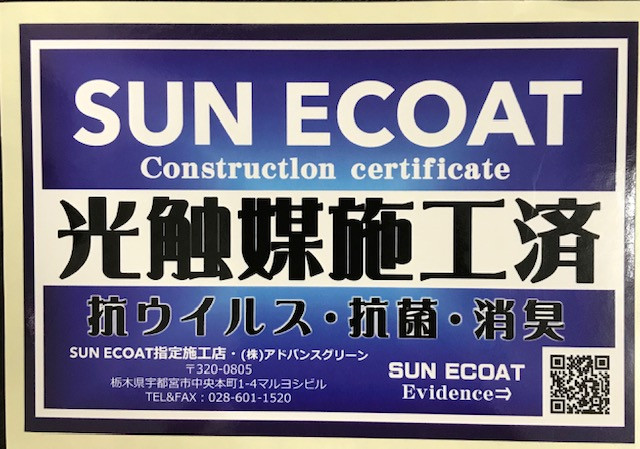 SUN ECOAT
Construction certificate
光触媒施工済
抗ウイルス・抗菌・消臭
SUN ECOAT指定施工店・(株)アドバンスグリーン
〒320-0805
栃木県宇都宮市中央本町1-4マルヨシビル
TEL&FAX：028-601-1520
SUN ECOAT
Evidence⇒